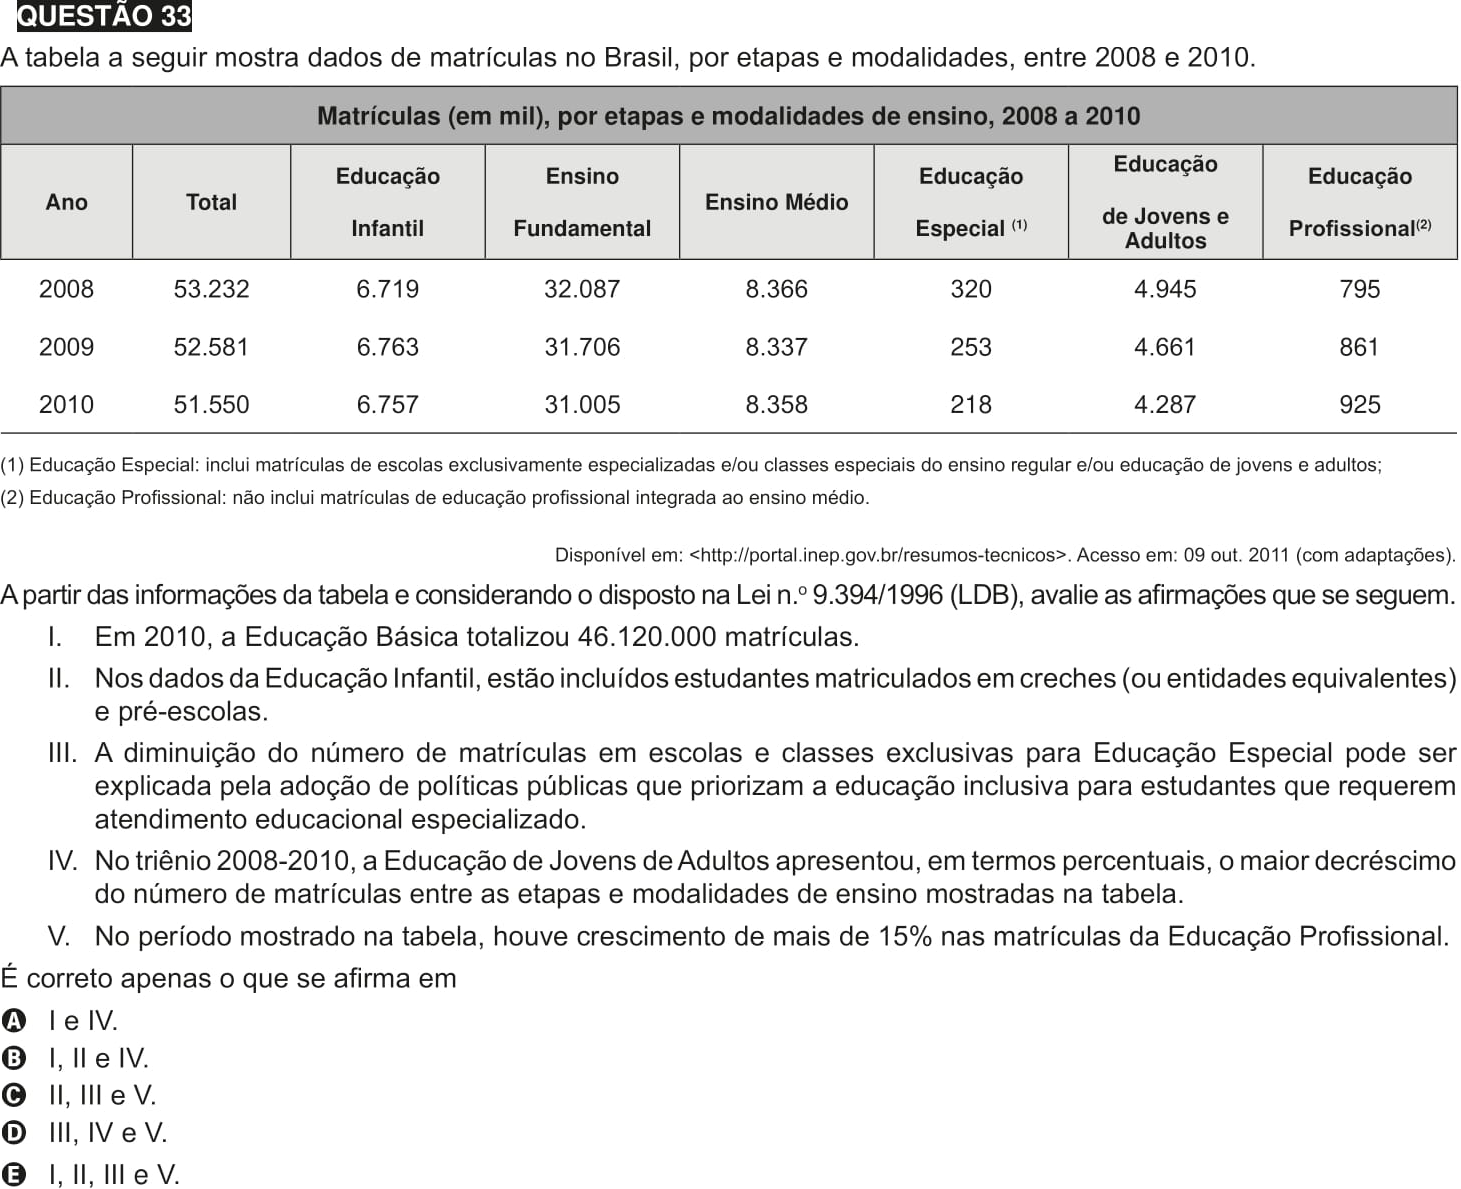 QUESTÃO 33
A tabela a seguir mostra dados de matrículas no Brasil, por etapas e modalidades, entre 2008 e 2010.
Matrículas (em mil), por etapas e modalidades de ensino, 2008 a 2010
Ano Total Educação Infantil Ensino Fundamental Ensino Médio Educação Especial (1) Educação de Jovens e Adultos Educação Profissional(2)
2008 53.232 6.719 32.087 8.366 320 4.945 795
2009 52.581 6.763 31.706 8.337 253 4.661 861
2010 51.550 6.757 31.005 8.358 218 4.287 925
(1) Educação Especial: inclui matrículas de escolas exclusivamente especializadas e/ou classes especiais do ensino regular e/ou educação de jovens e adultos;
(2) Educação Profissional: não inclui matrículas de educação profissional integrada ao ensino médio.
Disponível em: <http://portal.inep.gov.br/resumos-tecnicos>. Acesso em: 09 out. 2011 (com adaptações).
A partir das informações da tabela e considerando o disposto na Lei n.º 9.394/1996 (LDB), avalie as afirmações que se seguem.
I. Em 2010, a Educação Básica totalizou 46.120.000 matrículas.
II. Nos dados da Educação Infantil, estão incluídos estudantes matriculados em creches (ou entidades equivalentes)
e pré-escolas.
III. A diminuição do número de matrículas em escolas e classes exclusivas para Educação Especial pode ser
explicada pela adoção de políticas públicas que priorizam a educação inclusiva para estudantes que requerem
atendimento educacional especializado.
IV. No triênio 2008-2010, a Educação de Jovens de Adultos apresentou, em termos percentuais, o maior decréscimo
do número de matrículas entre as etapas e modalidades de ensino mostradas na tabela.
V. No período mostrado na tabela, houve crescimento de mais de 15% nas matrículas da Educação Profissional.
É correto apenas o que se afirma em
A I e IV.
B I, II e IV.
C II, III e V.
D III, IV e V.
E I, II, III e V.